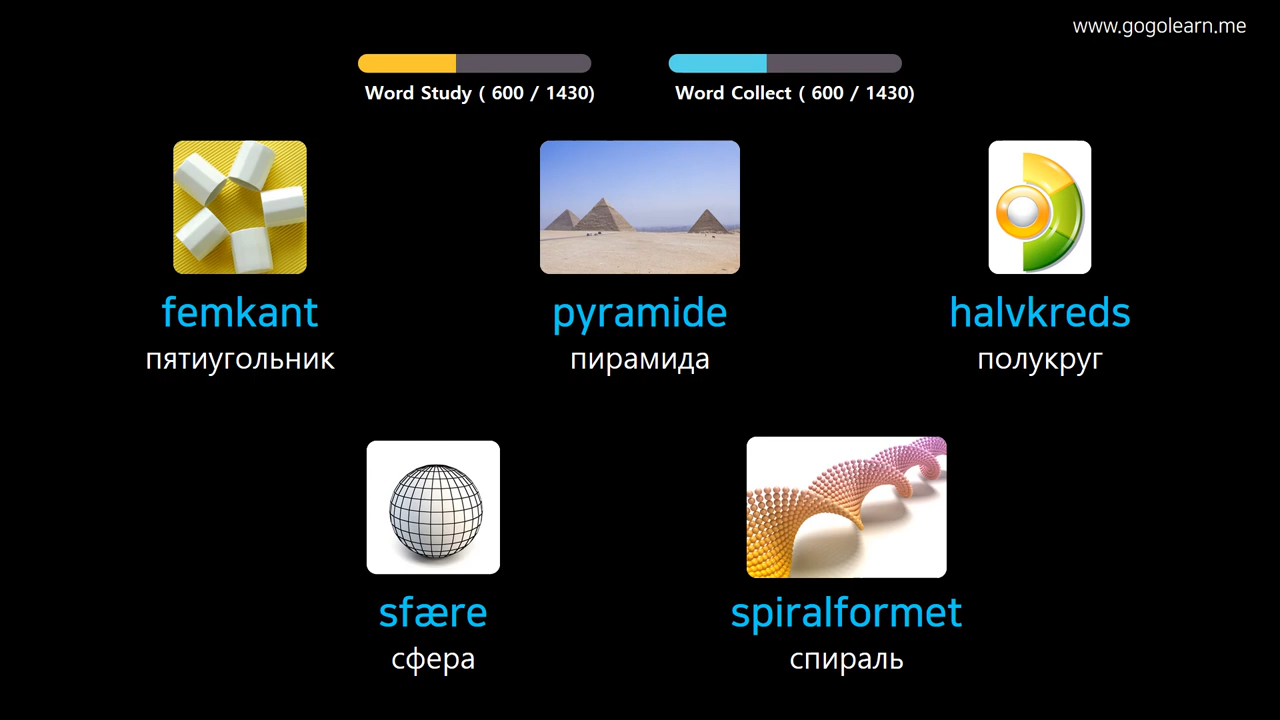 www.gogolearn.me
Word Study ( 600 / 1430)
Word Collect ( 600 / 1430)
femkant
пятиугольник
pyramide
пирамида
halvkreds
полукруг
sfære
сфера
spiralformet
спираль